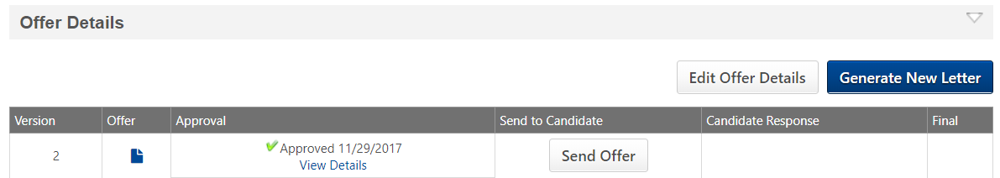 Offer Details
Edit Offer Details
Generate New Letter
Version
Offer
Approval
Send to Candidate
Candidate Response
Final
2
Approved 11/29/2017
View Details
Send Offer